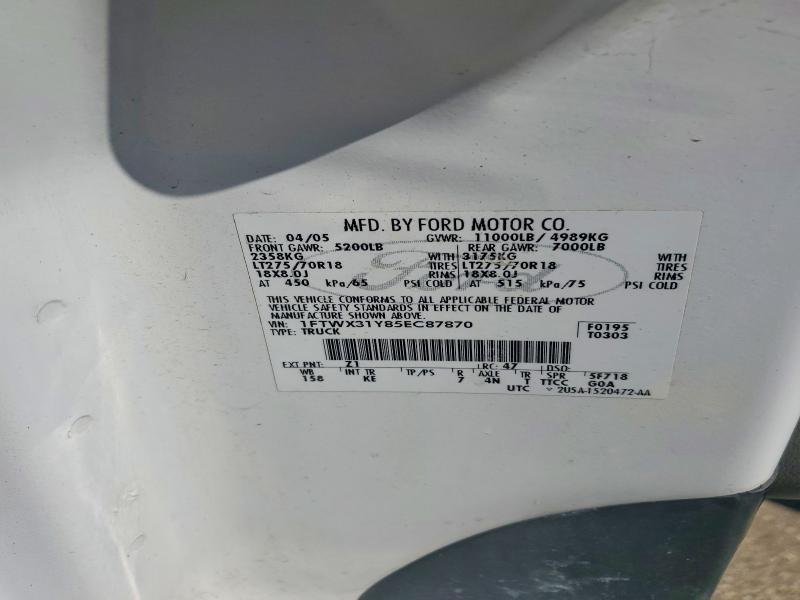 MFD. BY FORD MOTOR CO.
DATE: 04/05 GVWR: 11000LB/ 4989KG
FRONT GAWR: 5200LB REAR GAWR: 7000LB
2358KG WITH 3175KG WITH
LT275/70R18 TIRES LT275/70R18 TIRES
18X8.0J RIMS 18X8.0J RIMS
AT 450 kPa/65 PSI COLD AT 515 kPa/75 PSI COLD
Ford
THIS VEHICLE CONFORMS TO ALL APPLICABLE FEDERAL MOTOR
VEHICLE SAFETY STANDARDS IN EFFECT ON THE DATE OF
MANUFACTURE SHOWN ABOVE.
VIN: 1FTWX31Y85EC87870 F0195
TYPE: TRUCK T0303
EXT PNT: Z1 RC: 47 DSO:
WB INT TR TP/PS R AXLE TR SPR 5F718
158 KE 7 4N T TTCC G0A
UTC 2U5A-1520472-AA